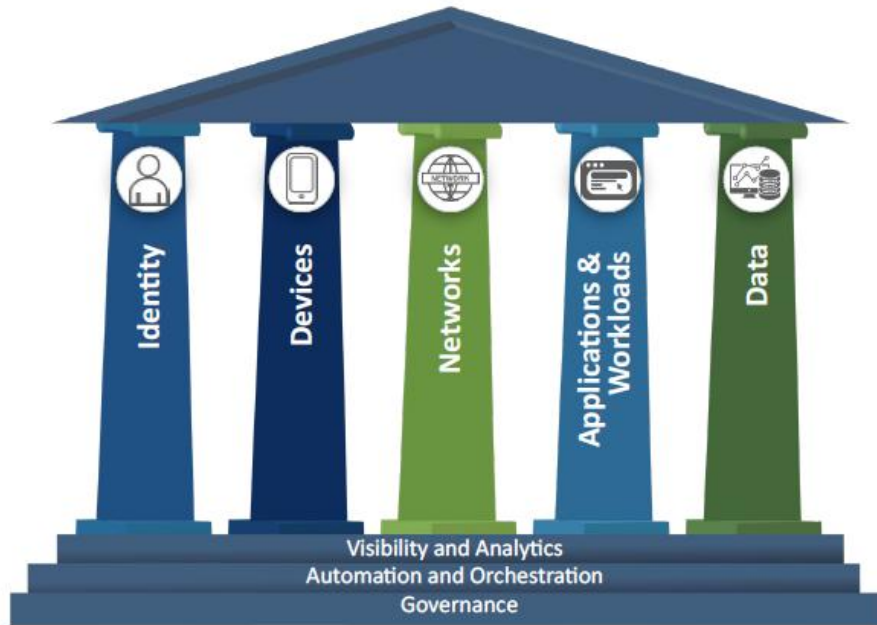 NETWORK
Identity
Devices
Networks
Applications &
Workloads
Data
Visibility and Analytics
Automation and Orchestration
Governance